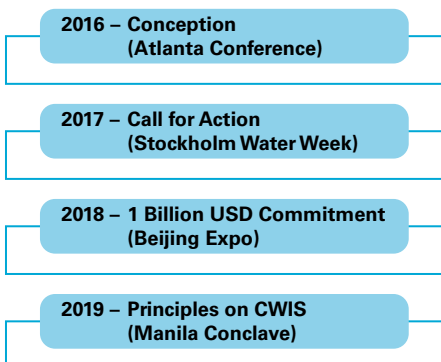 2016 – Conception
(Atlanta Conference)
2017 – Call for Action
(Stockholm Water Week)
2018 – 1 Billion USD Commitment
(Beijing Expo)
2019 – Principles on CWIS
(Manila Conclave)